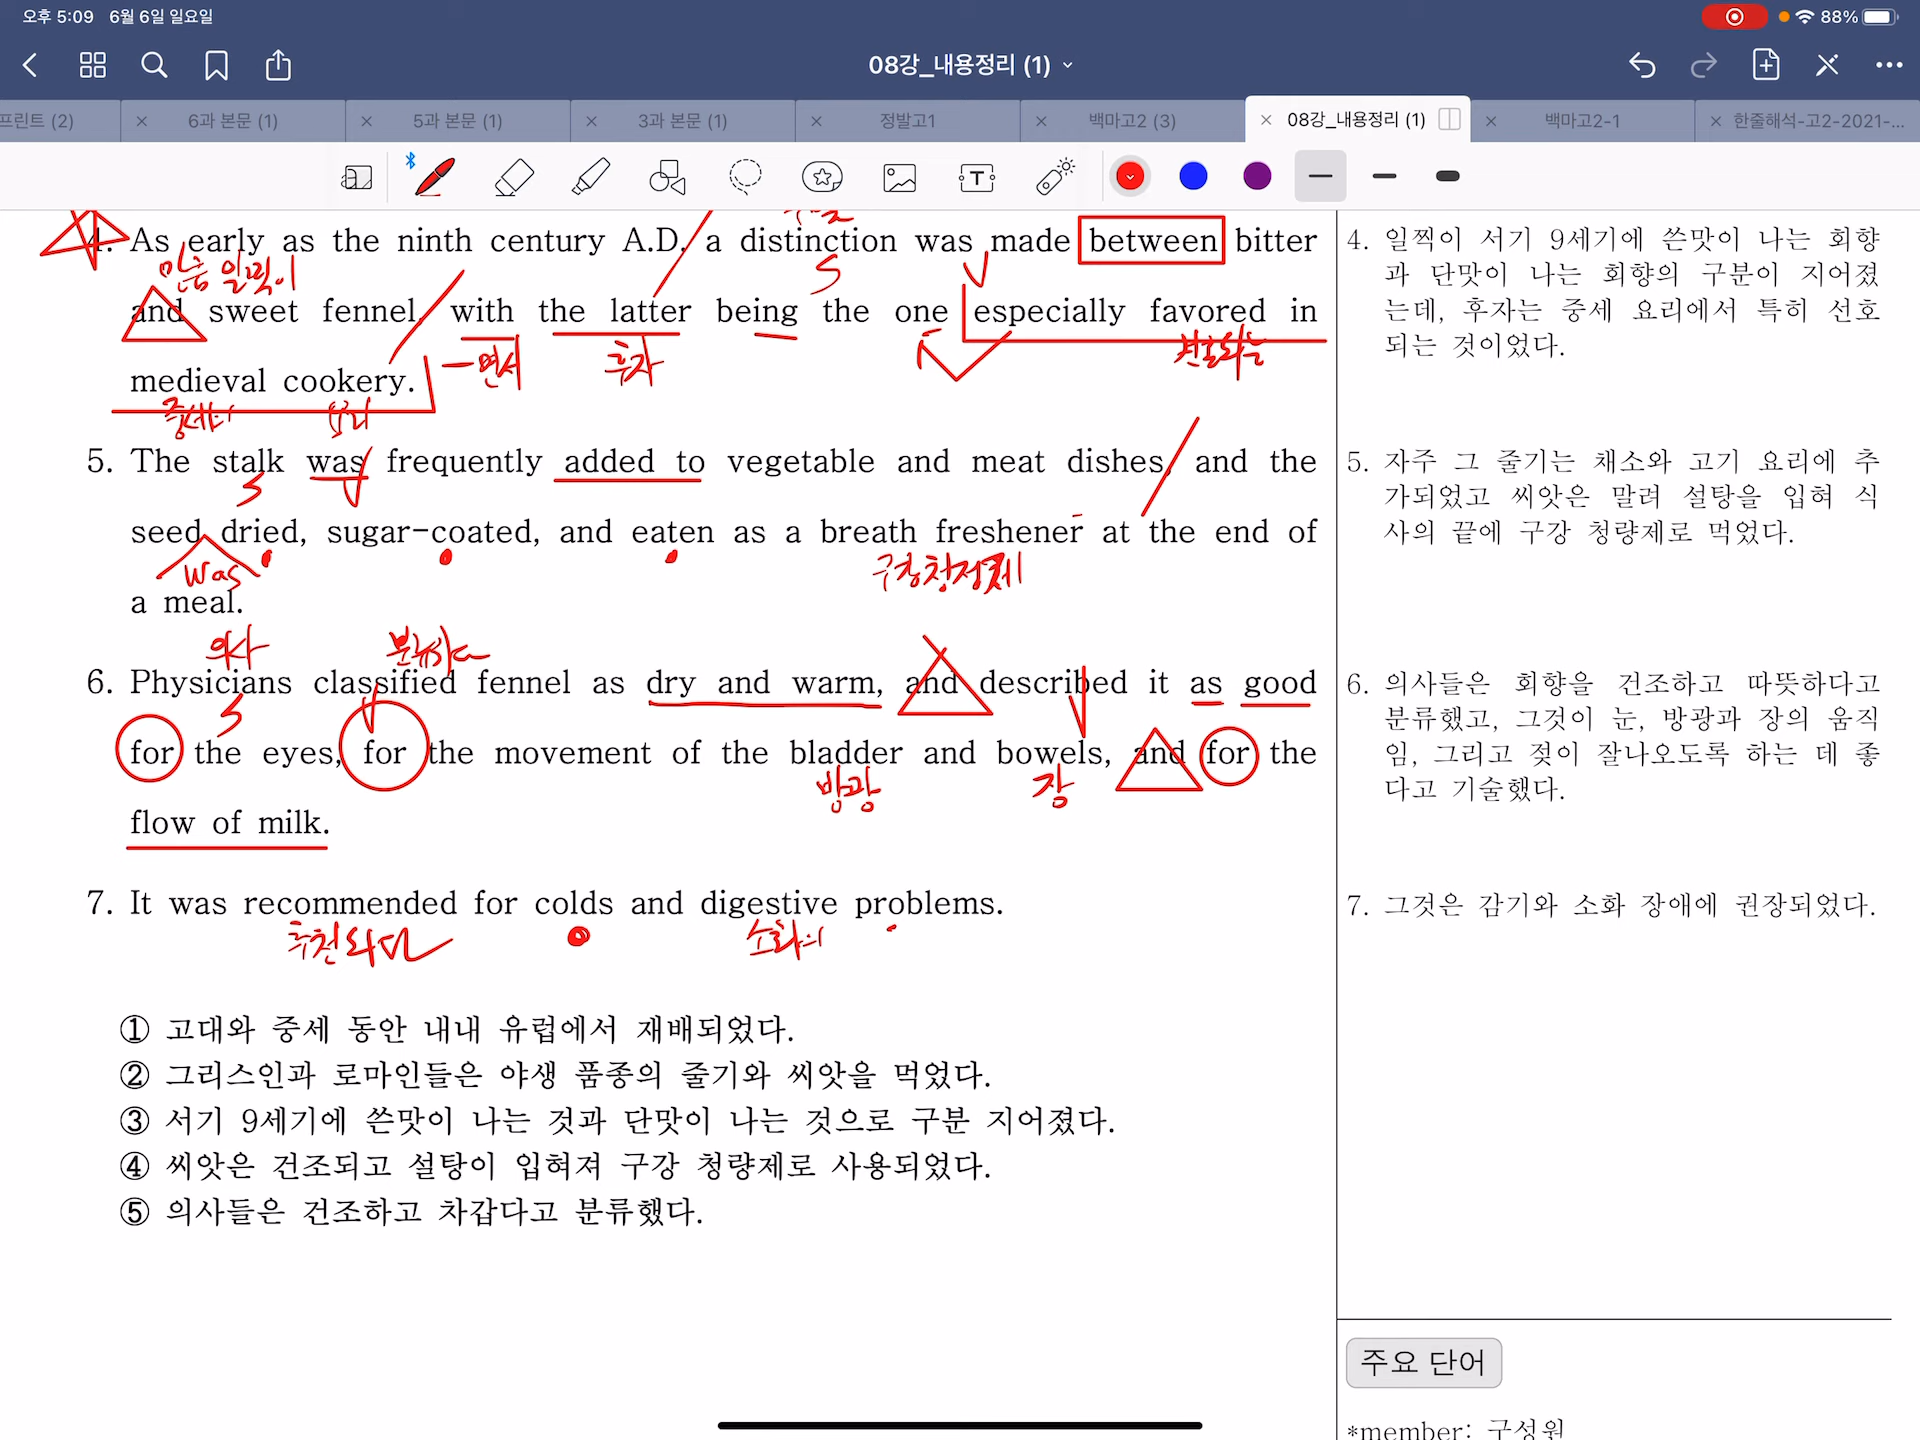 오후 5:09 6월 6일 일요일
88%
08강_내용정리 (1)
프린트 (2)
6과 본문 (1)
5과 본문 (1)
3과 본문 (1)
정발고1
백마고2 (3)
08강_내용정리 (1)
백마고2-1
한줄해석-고2-2021-...
4. As early as the ninth century A.D, a distinction was made between bitter
일찍이
and sweet fennel, with the latter being the one especially favored in
-면서
후자
선호되는
medieval cookery.
중세의
요리
5. The stalk was frequently added to vegetable and meat dishes, and the
S
seed dried, sugar-coated, and eaten as a breath freshener at the end of
was
구강청정제
a meal.
의사
분류하다
6. Physicians classified fennel as dry and warm, and described it as good
S
for the eyes, for the movement of the bladder and bowels, and for the
방광
장
flow of milk.
7. It was recommended for colds and digestive problems.
추천되다
소화의
① 고대와 중세 동안 내내 유럽에서 재배되었다.
② 그리스인과 로마인들은 야생 품종의 줄기와 씨앗을 먹었다.
③ 서기 9세기에 쓴맛이 나는 것과 단맛이 나는 것으로 구분 지어졌다.
④ 씨앗은 건조되고 설탕이 입혀져 구강 청량제로 사용되었다.
⑤ 의사들은 건조하고 차갑다고 분류했다.
4. 일찍이 서기 9세기에 쓴맛이 나는 회향
과 단맛이 나는 회향의 구분이 지어졌
는데, 후자는 중세 요리에서 특히 선호
되는 것이었다.
5. 자주 그 줄기는 채소와 고기 요리에 추
가되었고 씨앗은 말려 설탕을 입혀 식
사의 끝에 구강 청량제로 먹었다.
6. 의사들은 회향을 건조하고 따뜻하다고
분류했고, 그것이 눈, 방광과 장의 움직
임, 그리고 젖이 잘나오도록 하는 데 좋
다고 기술했다.
7. 그것은 감기와 소화 장애에 권장되었다.
주요 단어
*member: 구성원